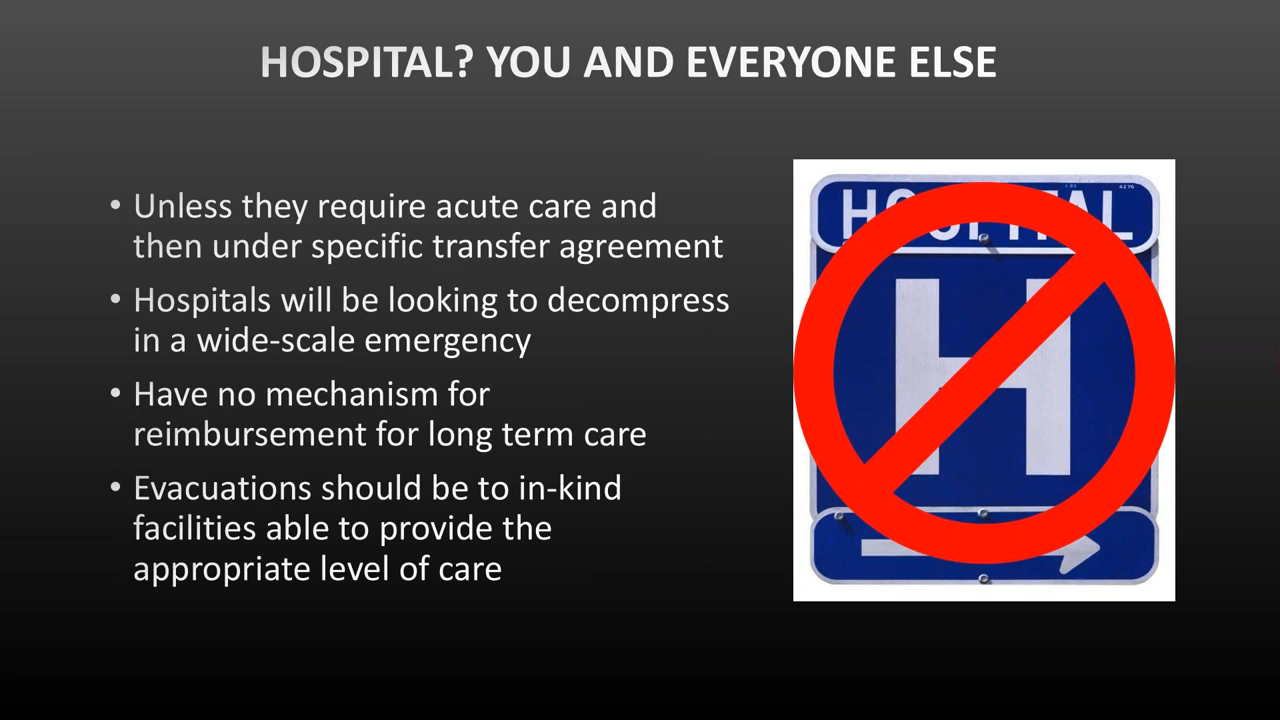 HOSPITAL? YOU AND EVERYONE ELSE
• Unless they require acute care and
then under specific transfer agreement
• Hospitals will be looking to decompress
in a wide-scale emergency
• Have no mechanism for
reimbursement for long term care
• Evacuations should be to in-kind
facilities able to provide the
appropriate level of care
HOSPITAL
H